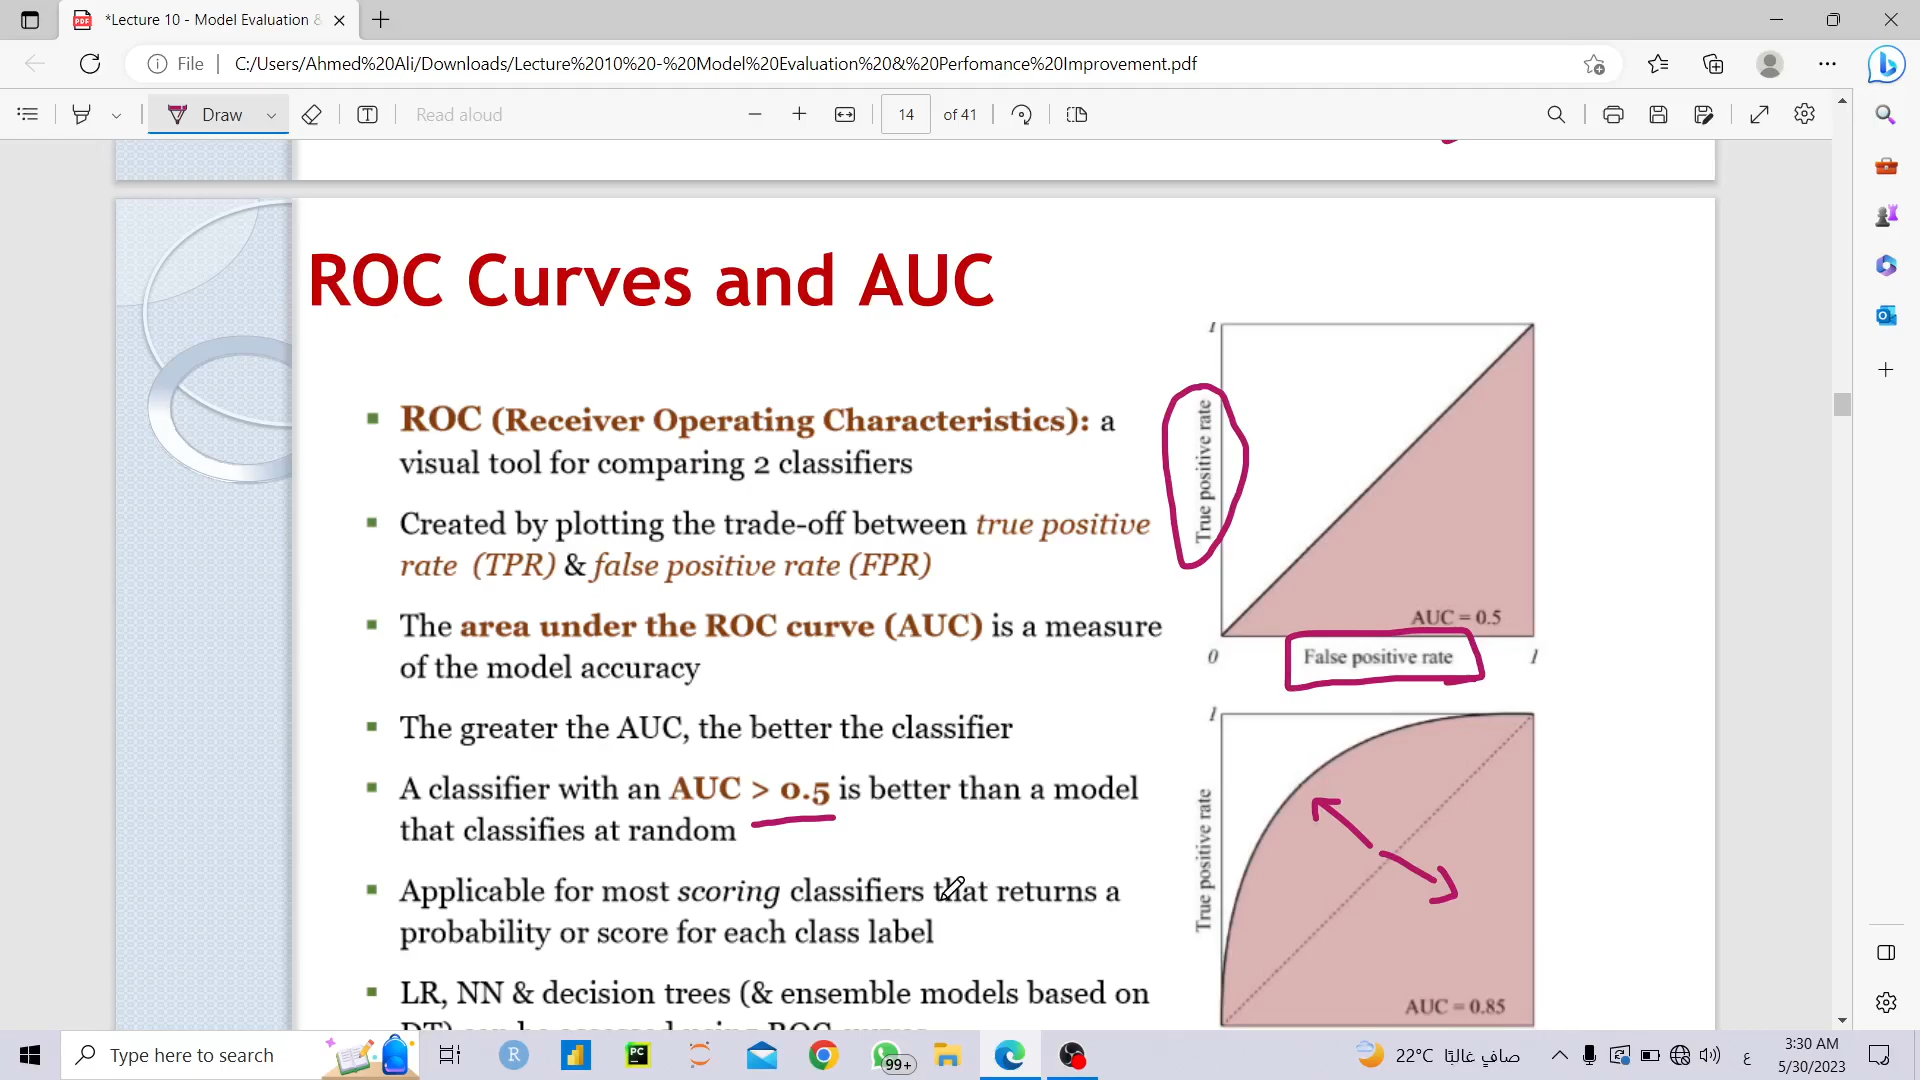 *Lecture 10 - Model Evaluation &
File
C:/Users/Ahmed%20Ali/Downloads/Lecture%2010%20-%20Model%20Evaluation%20&%20Perfomance%20Improvement.pdf
Draw
Read aloud
14 of 41
ROC Curves and AUC
ROC (Receiver Operating Characteristics): a
visual tool for comparing 2 classifiers
Created by plotting the trade-off between true positive
rate (TPR) & false positive rate (FPR)
The area under the ROC curve (AUC) is a measure
of the model accuracy
The greater the AUC, the better the classifier
A classifier with an AUC > 0.5 is better than a model
that classifies at random
Applicable for most scoring classifiers that returns a
probability or score for each class label
LR, NN & decision trees (& ensemble models based on
DT) can be assessed using ROC curves
1
True positive rate
AUC = 0.5
0 False positive rate 1
1
True positive rate
AUC = 0.85
Type here to search
99+
22°C صافٍ غالبًا
ع
3:30 AM
5/30/2023